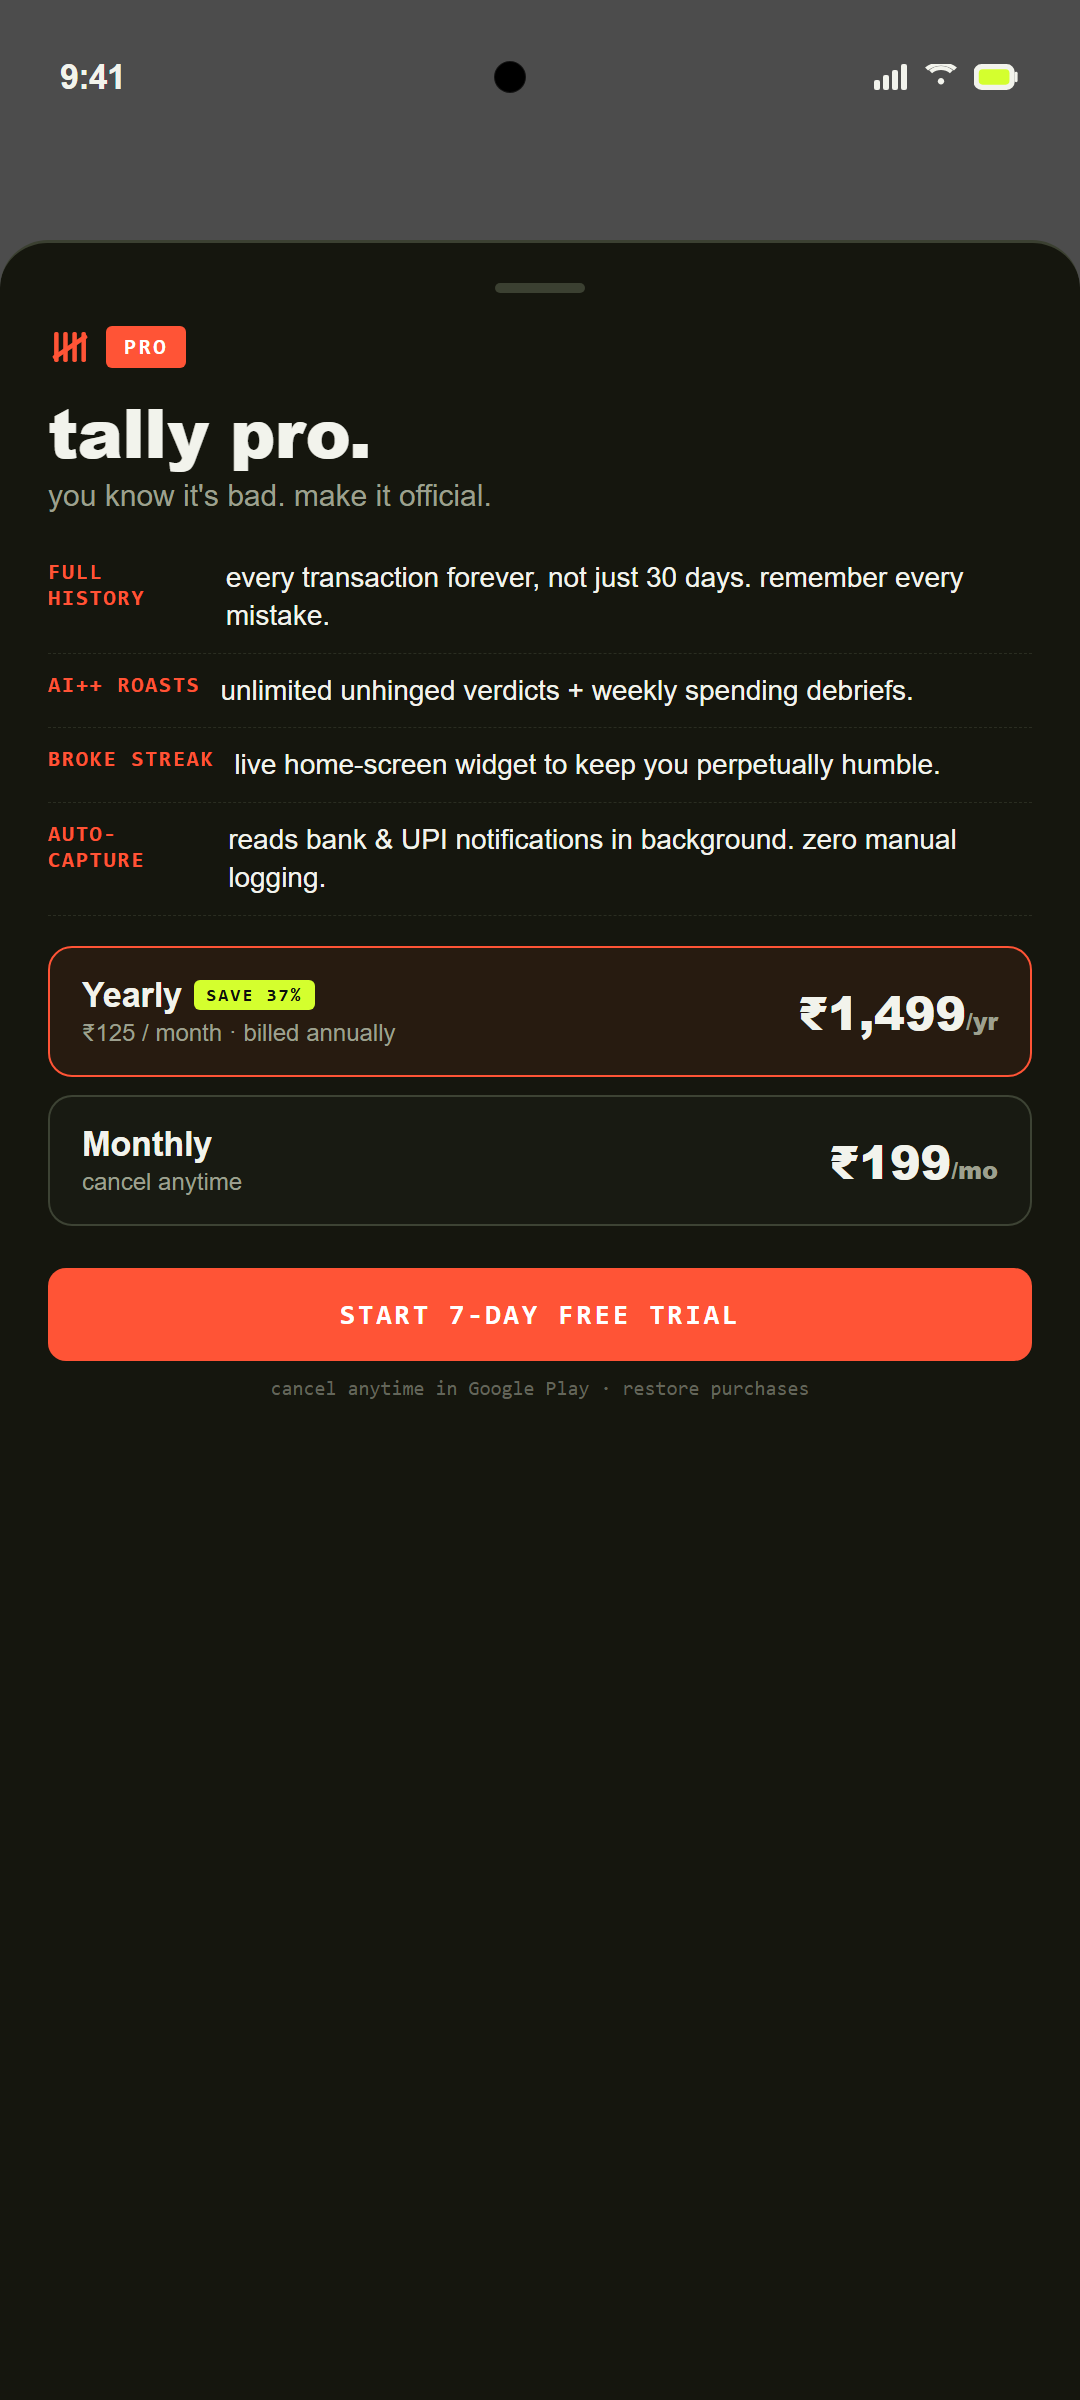 9:41
PRO
tally pro.
you know it's bad. make it official.
FULL
HISTORY
every transaction forever, not just 30 days. remember every
mistake.
AI++ ROASTS
unlimited unhinged verdicts + weekly spending debriefs.
BROKE STREAK
live home-screen widget to keep you perpetually humble.
AUTO-
CAPTURE
reads bank & UPI notifications in background. zero manual
logging.
Yearly SAVE 37%
₹125 / month · billed annually
₹1,499/yr
Monthly
cancel anytime
₹199/mo
START 7-DAY FREE TRIAL
cancel anytime in Google Play · restore purchases